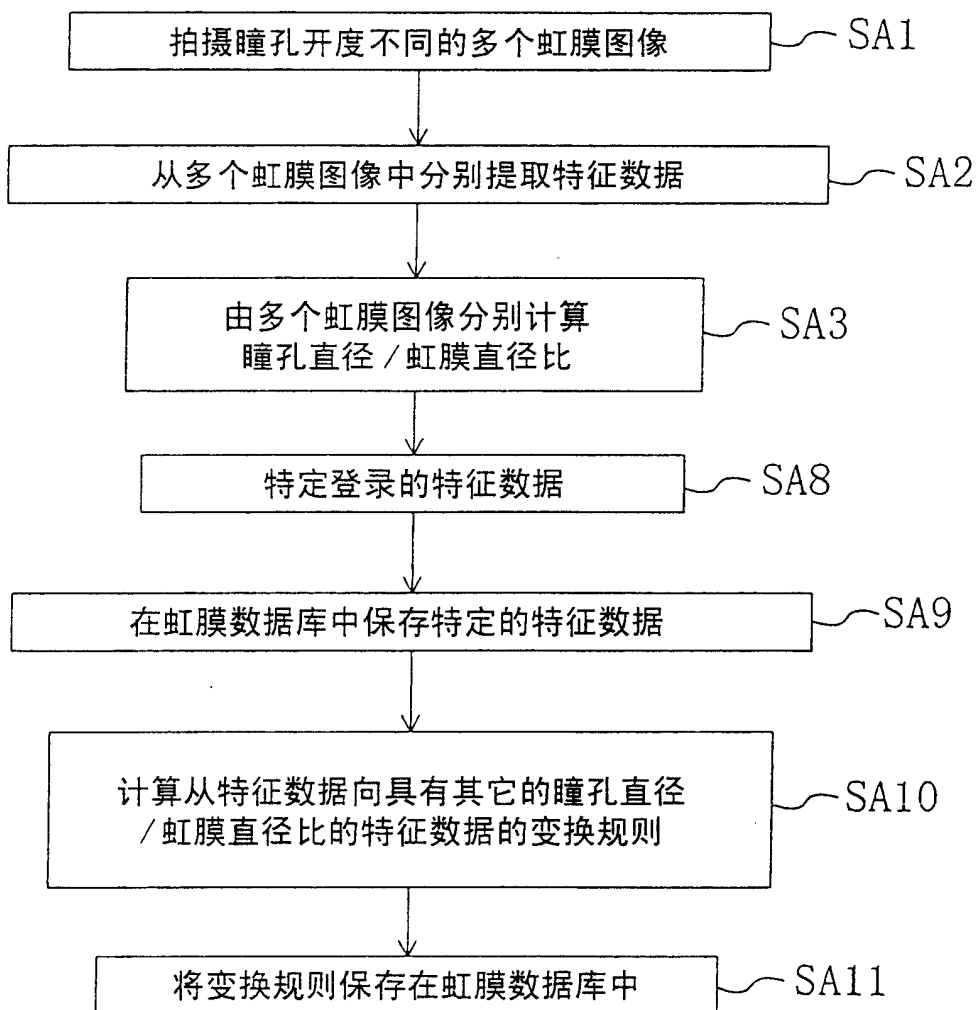 拍摄瞳孔开度不同的多个虹膜图像
SA1
从多个虹膜图像中分别提取特征数据
SA2
由多个虹膜图像分别计算
瞳孔直径/虹膜直径比
SA3
特定登录的特征数据
SA8
在虹膜数据库中保存特定的特征数据
SA9
计算从特征数据向具有其它的瞳孔直径
/虹膜直径比的特征数据的变换规则
SA10
将变换规则保存在虹膜数据库中
SA11